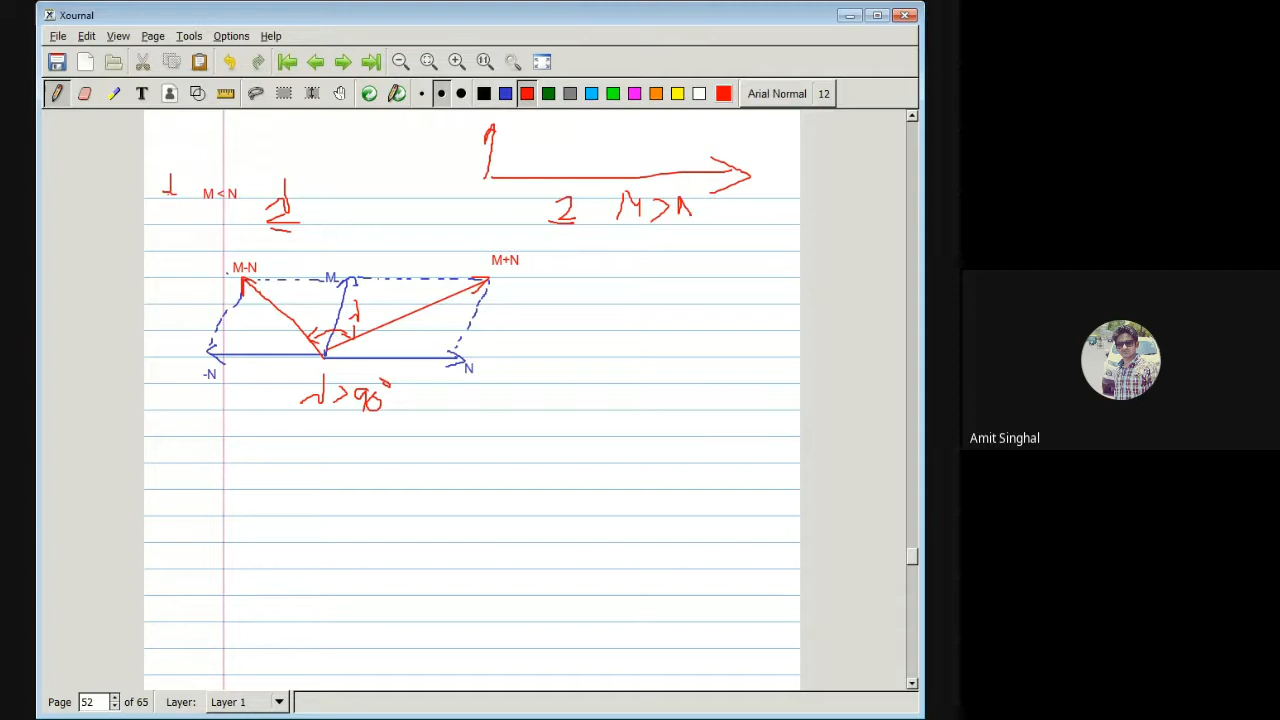 Xournal
File Edit View Page Tools Options Help
Arial Normal 12
1 M < N
2 M > N
M-N M M+N
λ
-N N
λ > 90°
Amit Singhal
Page 52 of 65 Layer: Layer 1